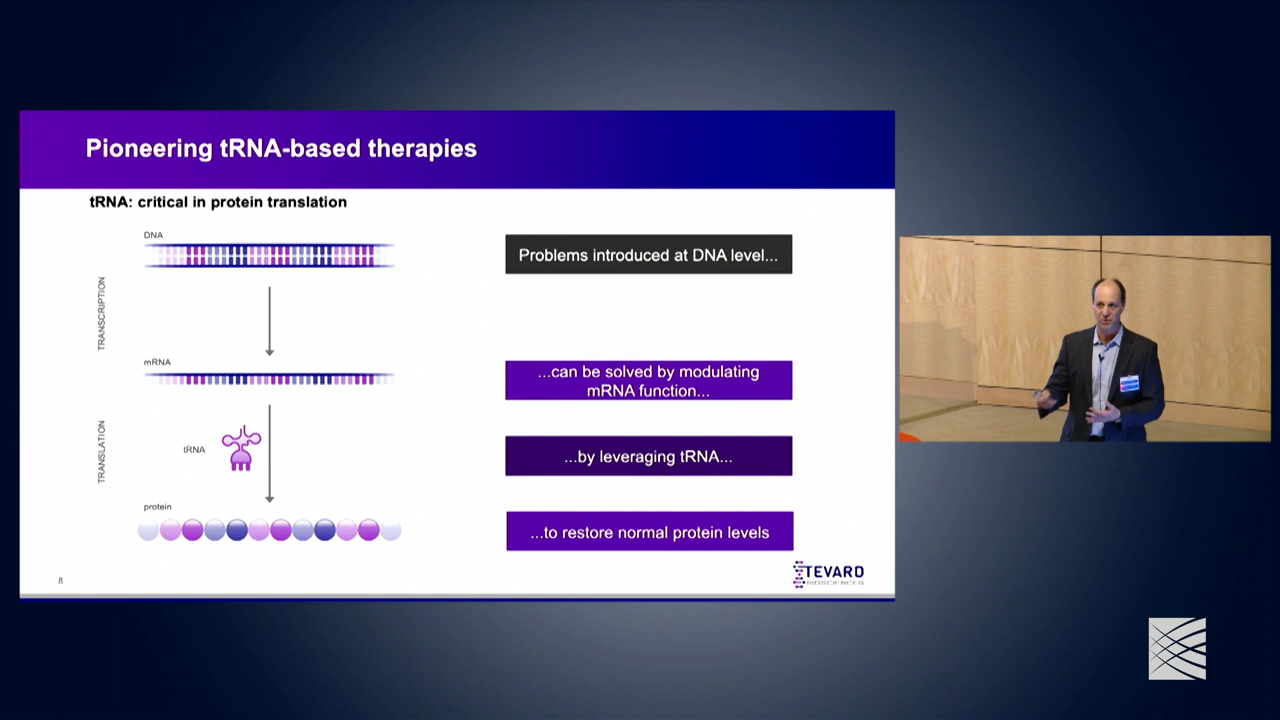 Pioneering tRNA-based therapies
tRNA: critical in protein translation
DNA
TRANSCRIPTION
mRNA
TRANSLATION
tRNA
protein
Problems introduced at DNA level...
...can be solved by modulating
mRNA function...
...by leveraging tRNA...
...to restore normal protein levels
8
TEVARD
BIOSCIENCES